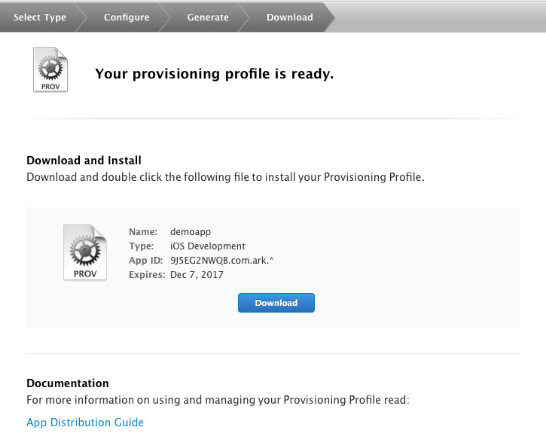 Select Type Configure Generate Download
PROV
Your provisioning profile is ready.
Download and Install
Download and double click the following file to install your Provisioning Profile.
PROV
Name: demoapp
Type: iOS Development
App ID: 9J5EG2NWQB.com.ark.*
Expires: Dec 7, 2017
Download
Documentation
For more information on using and managing your Provisioning Profile read:
App Distribution Guide